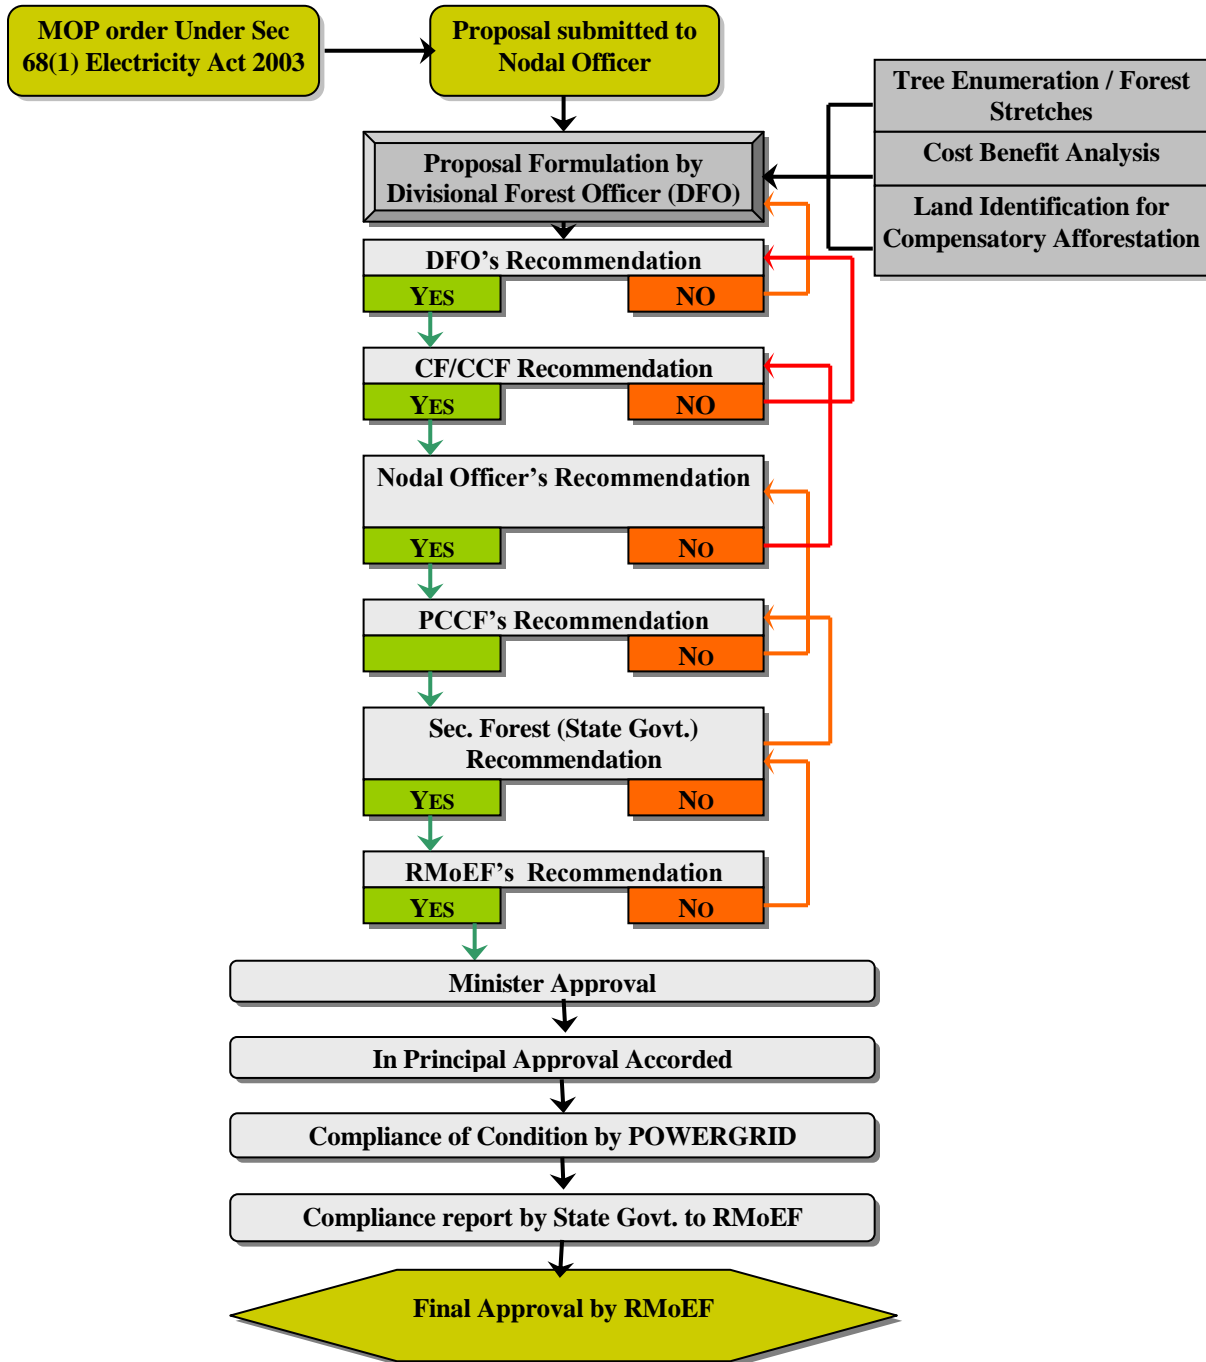 MOP order Under Sec
68(1) Electricity Act 2003
Proposal submitted to
Nodal Officer
Tree Enumeration / Forest
Stretches
Cost Benefit Analysis
Land Identification for
Compensatory Afforestation
Proposal Formulation by
Divisional Forest Officer (DFO)
DFO’s Recommendation
YES
NO
CF/CCF Recommendation
YES
NO
Nodal Officer’s Recommendation
YES
NO
PCCF’s Recommendation
NO
Sec. Forest (State Govt.)
Recommendation
YES
NO
RMoEF’s Recommendation
YES
NO
Minister Approval
In Principal Approval Accorded
Compliance of Condition by POWERGRID
Compliance report by State Govt. to RMoEF
Final Approval by RMoEF